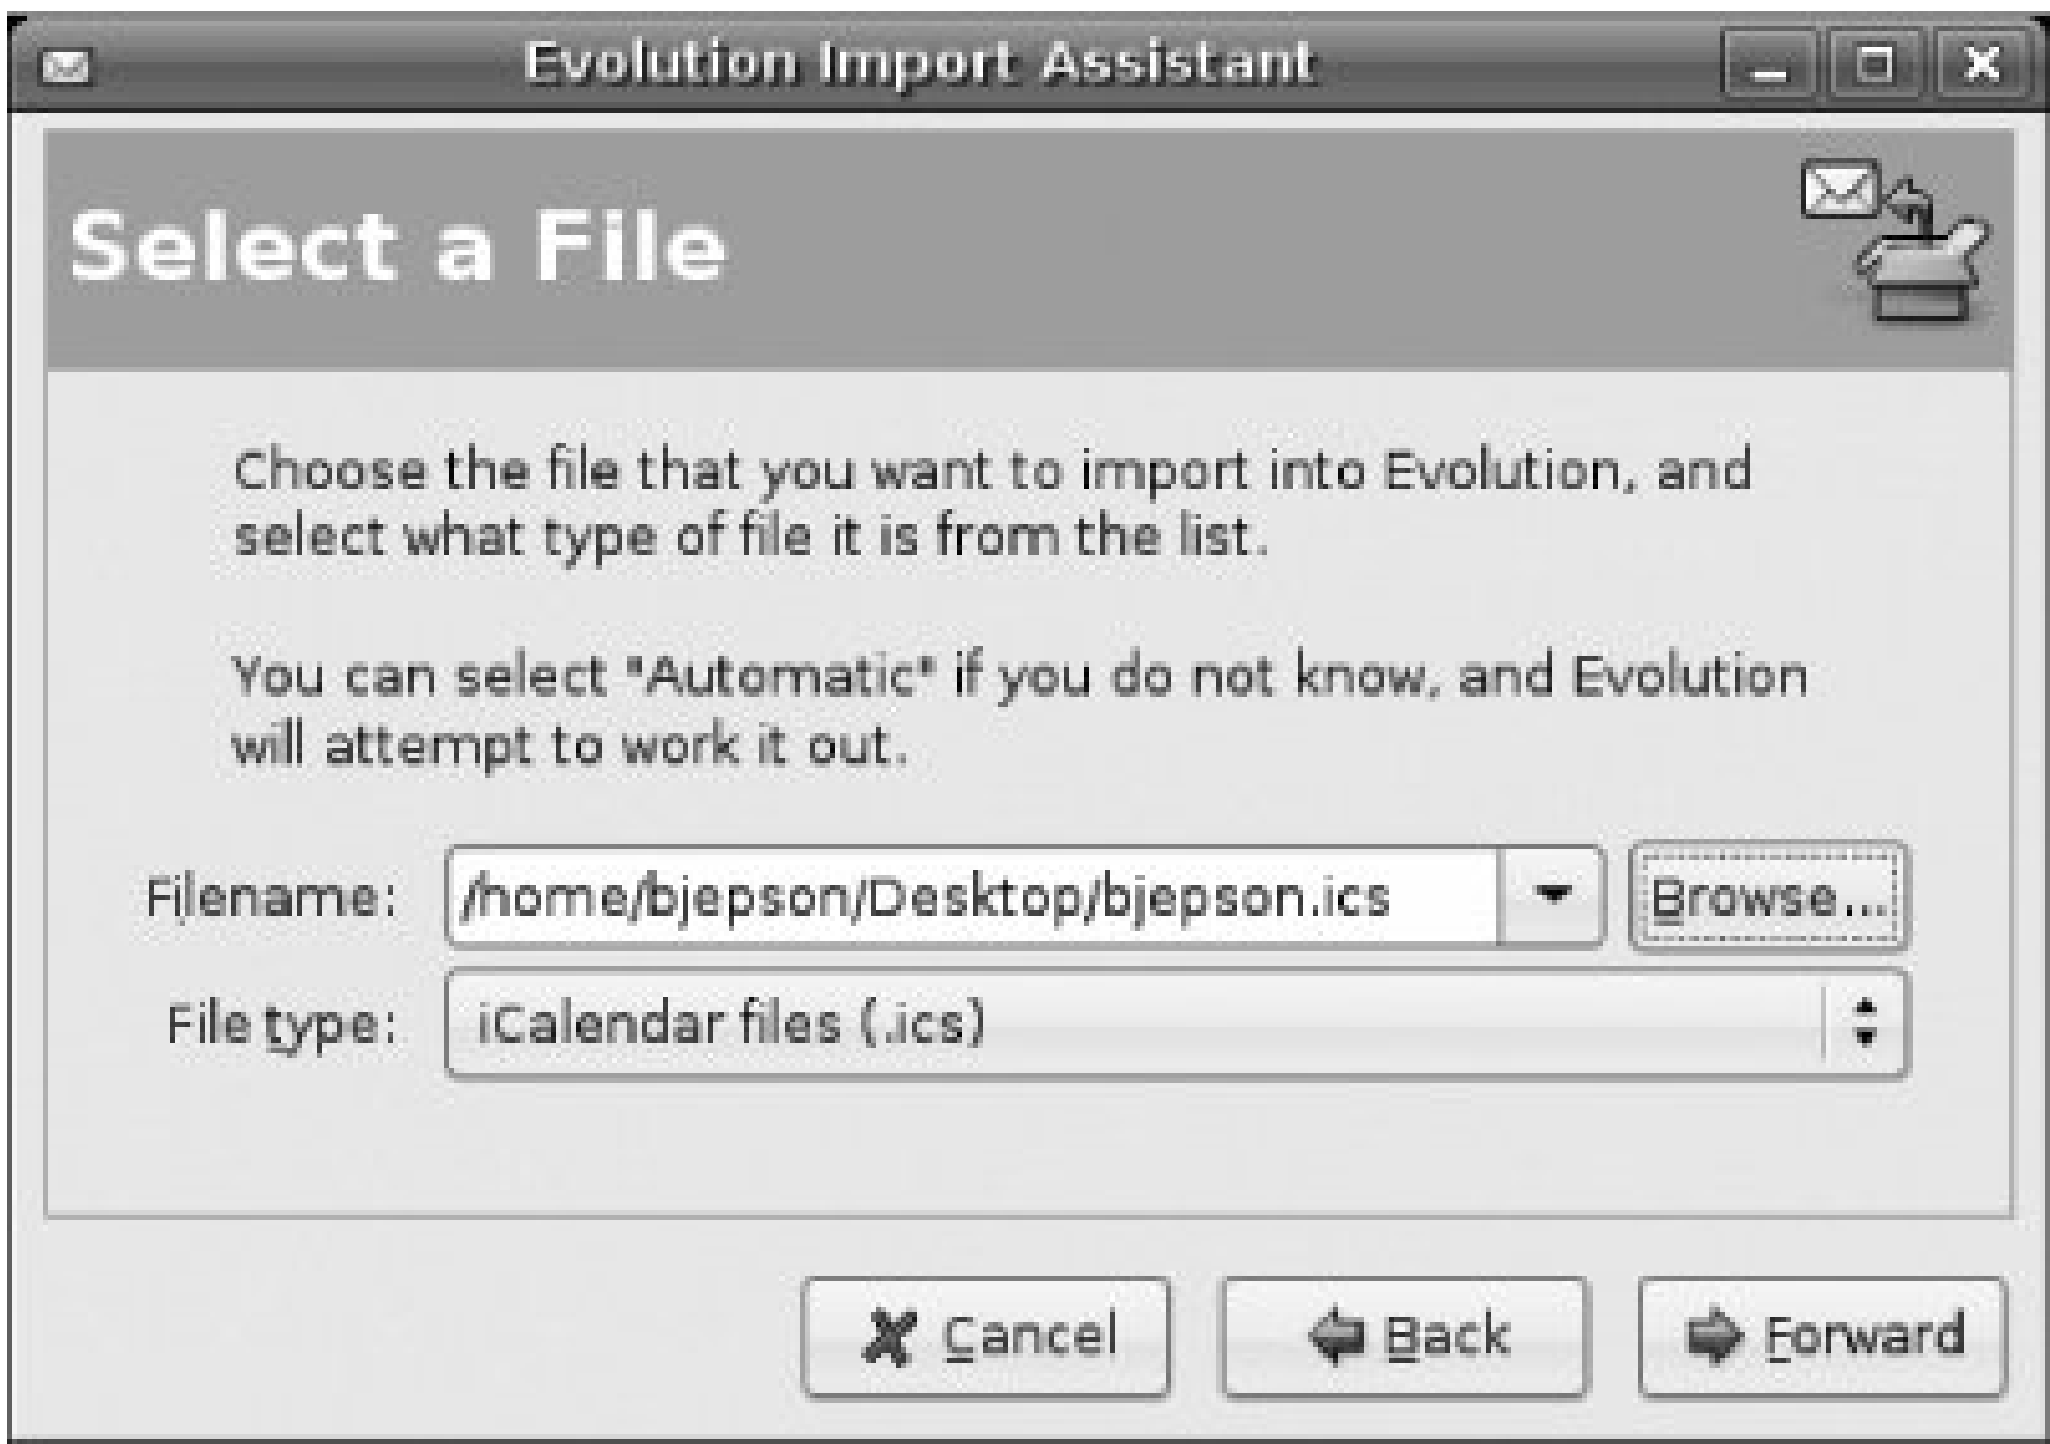 Evolution Import Assistant
Select a File
Choose the file that you want to import into Evolution, and
select what type of file it is from the list.
You can select "Automatic" if you do not know, and Evolution
will attempt to work it out.
Filename: /home/bjepson/Desktop/bjepson.ics Browse...
File type: iCalendar files (.ics)
Cancel Back Forward